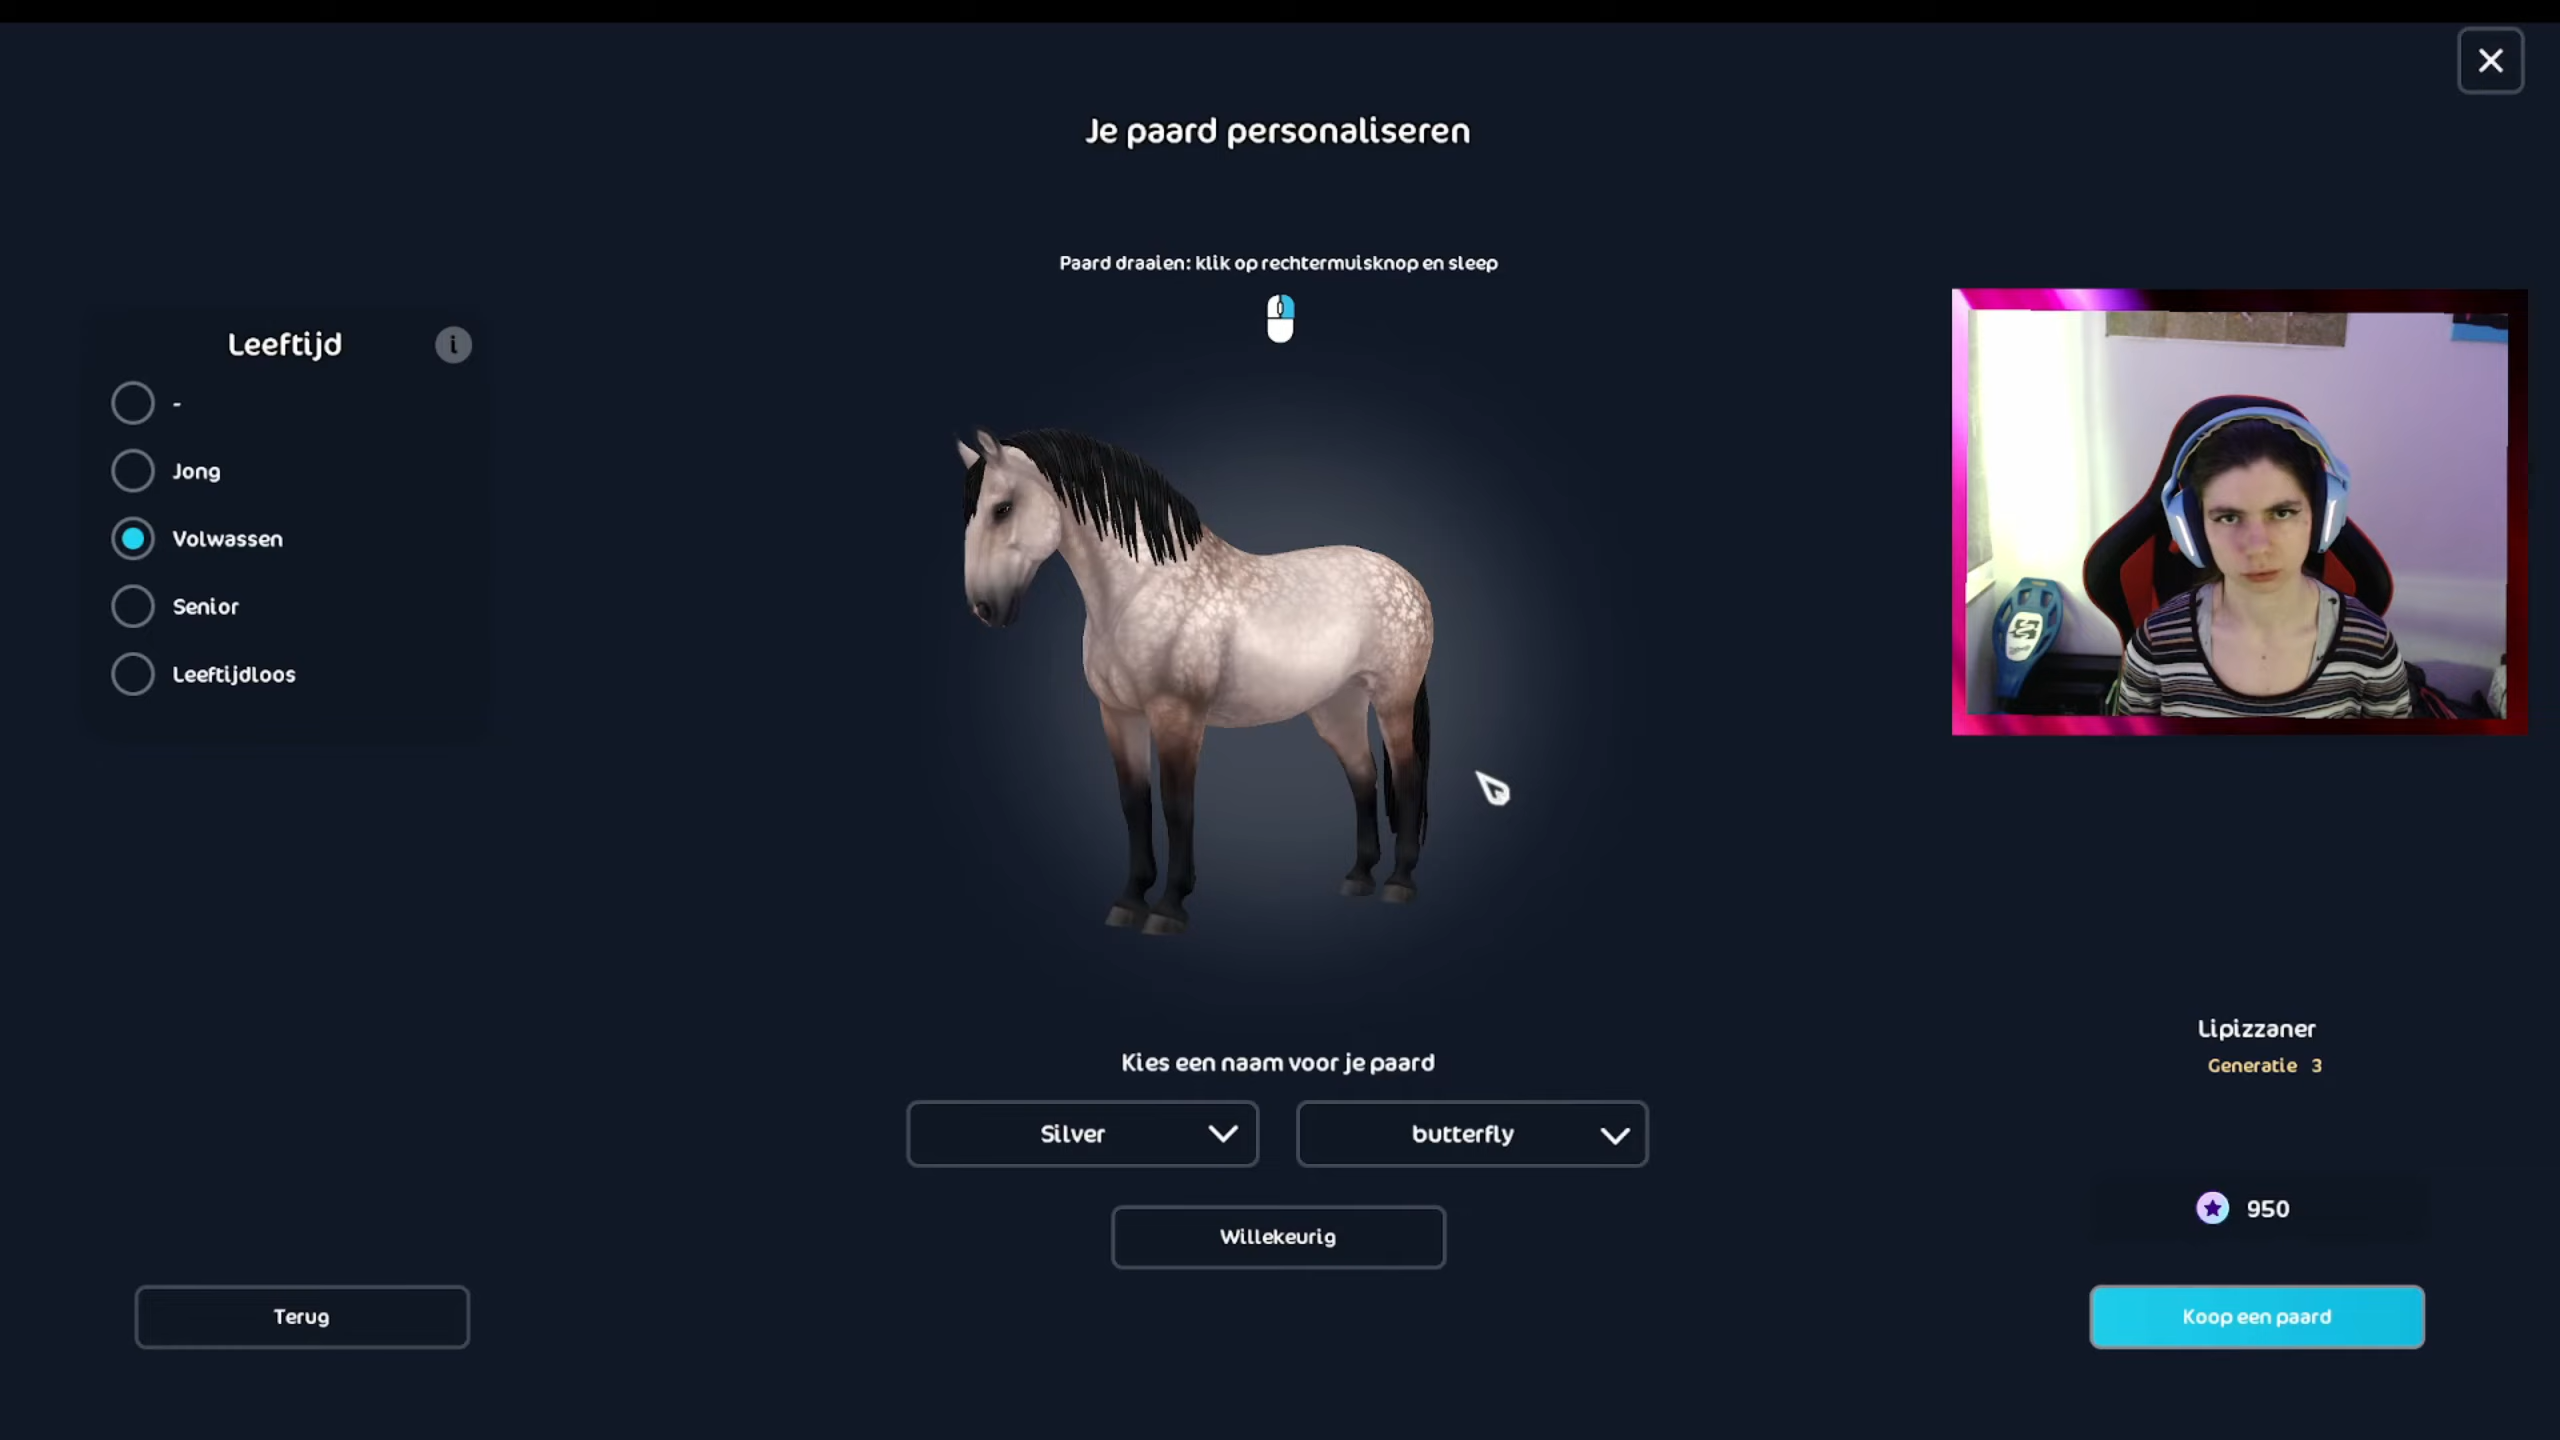 Je paard personaliseren
Paard draaien: klik op rechtermuisknop en sleep
Leeftijd
-
Jong
Volwassen
Senior
Leeftijdloos
Lipizzaner
Generatie 3
Kies een naam voor je paard
Silver
butterfly
950
Willekeurig
Terug
Koop een paard